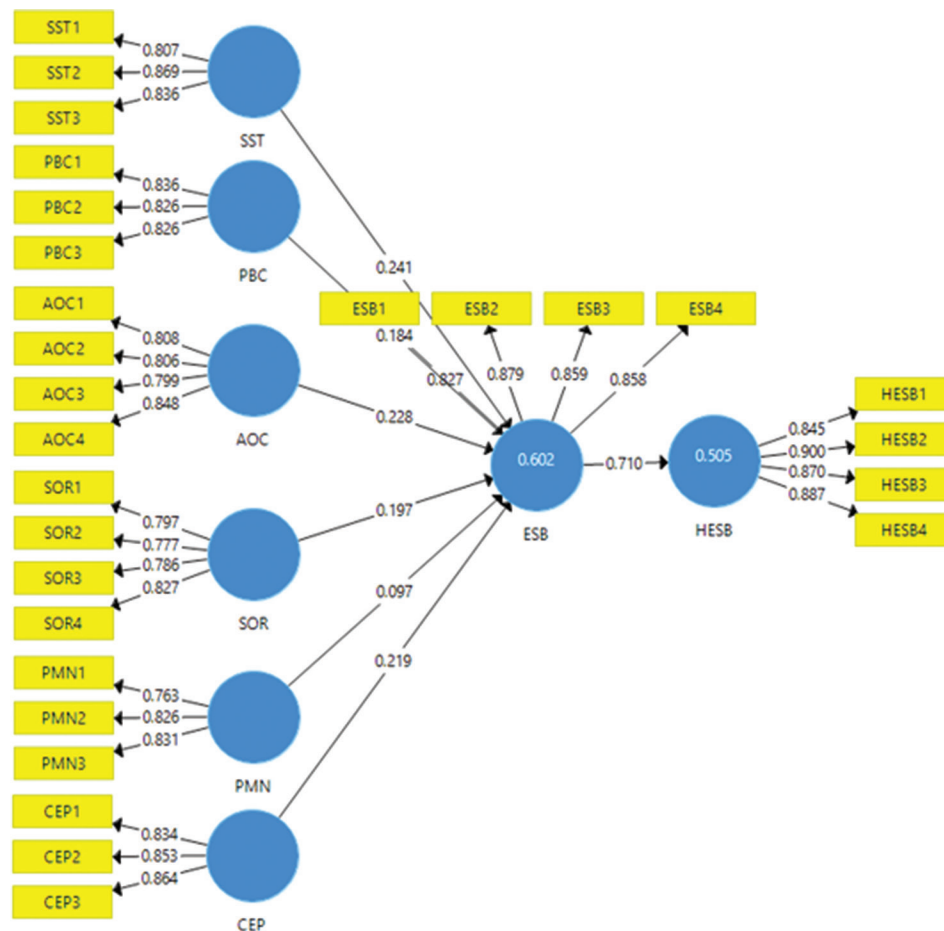 SST1
SST2
SST3
0.807
0.869
0.836
SST
PBC1
PBC2
PBC3
0.836
0.826
0.826
PBC
AOC1
AOC2
AOC3
AOC4
0.808
0.806
0.799
0.848
AOC
SOR1
SOR2
SOR3
SOR4
0.797
0.777
0.786
0.827
SOR
PMN1
PMN2
PMN3
0.763
0.826
0.831
PMN
CEP1
CEP2
CEP3
0.834
0.853
0.864
CEP
0.241
0.184
0.228
0.197
0.097
0.219
ESB1
ESB2
ESB3
ESB4
0.827
0.879
0.859
0.858
0.602
ESB
0.710
0.505
HESB
0.845
0.900
0.870
0.887
HESB1
HESB2
HESB3
HESB4